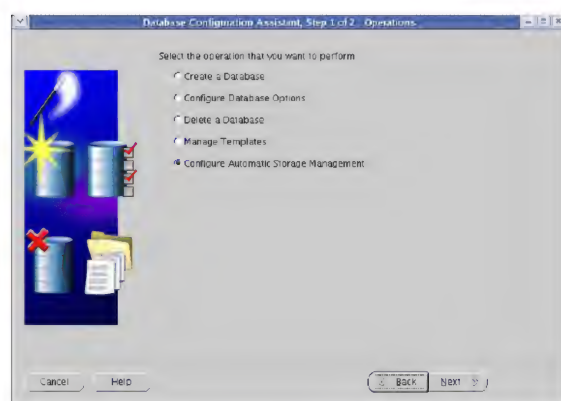 Database Configuration Assistant, Step 1 of 2 : Operations
Select the operation that you want to perform
Create a Database
Configure Database Options
Delete a Database
Manage Templates
Configure Automatic Storage Management
Cancel
Help
Back
Next